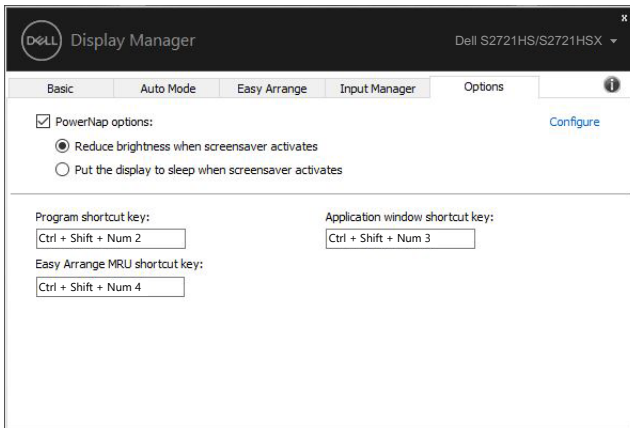 x
DELL Display Manager Dell S2721HS/S2721HSX
Basic Auto Mode Easy Arrange Input Manager Options i
PowerNap options: Configure
Reduce brightness when screensaver activates
Put the display to sleep when screensaver activates
Program shortcut key: Application window shortcut key:
Ctrl + Shift + Num 2 Ctrl + Shift + Num 3
Easy Arrange MRU shortcut key:
Ctrl + Shift + Num 4